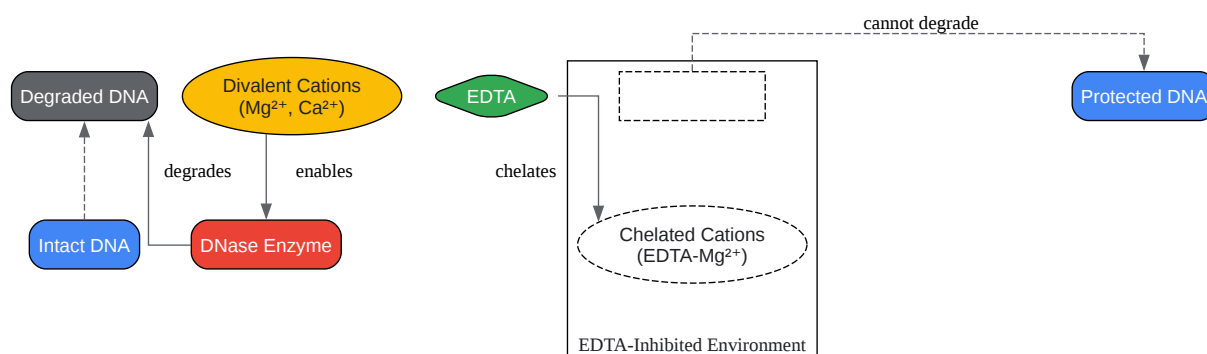 cannot degrade
Degraded DNA
Divalent Cations
(Mg²⁺, Ca²⁺)
EDTA
Protected DNA
degrades
enables
chelates
Intact DNA
DNase Enzyme
Chelated Cations
(EDTA-Mg²⁺)
EDTA-Inhibited Environment